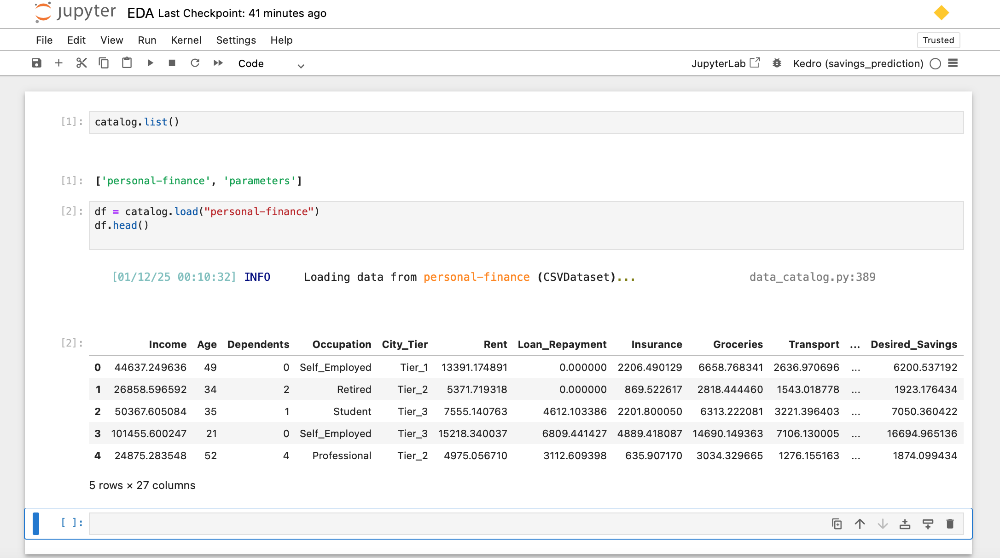 jupyter EDA Last Checkpoint: 41 minutes ago
File Edit View Run Kernel Settings Help Trusted
Code JupyterLab Kedro (savings_prediction)
[1]: catalog.list()
[1]: ['personal-finance', 'parameters']
[2]: df = catalog.load("personal-finance")
df.head()
[01/12/25 00:10:32] INFO Loading data from personal-finance (CSVDataset)... data_catalog.py:389
[2]: Income Age Dependents Occupation City_Tier Rent Loan_Repayment Insurance Groceries Transport ... Desired_Savings
0 44637.249636 49 0 Self_Employed Tier_1 13391.174891 0.000000 2206.490129 6658.768341 2636.970696 ... 6200.537192
1 26858.596592 34 2 Retired Tier_2 5371.719318 0.000000 869.522617 2818.444460 1543.018778 ... 1923.176434
2 50367.605084 35 1 Student Tier_3 7555.140763 4612.103386 2201.800050 6313.222081 3221.396403 ... 7050.360422
3 101455.600247 21 0 Self_Employed Tier_3 15218.340037 6809.441427 4889.418087 14690.149363 7106.130005 ... 16694.965136
4 24875.283548 52 4 Professional Tier_2 4975.056710 3112.609398 635.907170 3034.329665 1276.155163 ... 1874.099434
5 rows × 27 columns
[ ]: